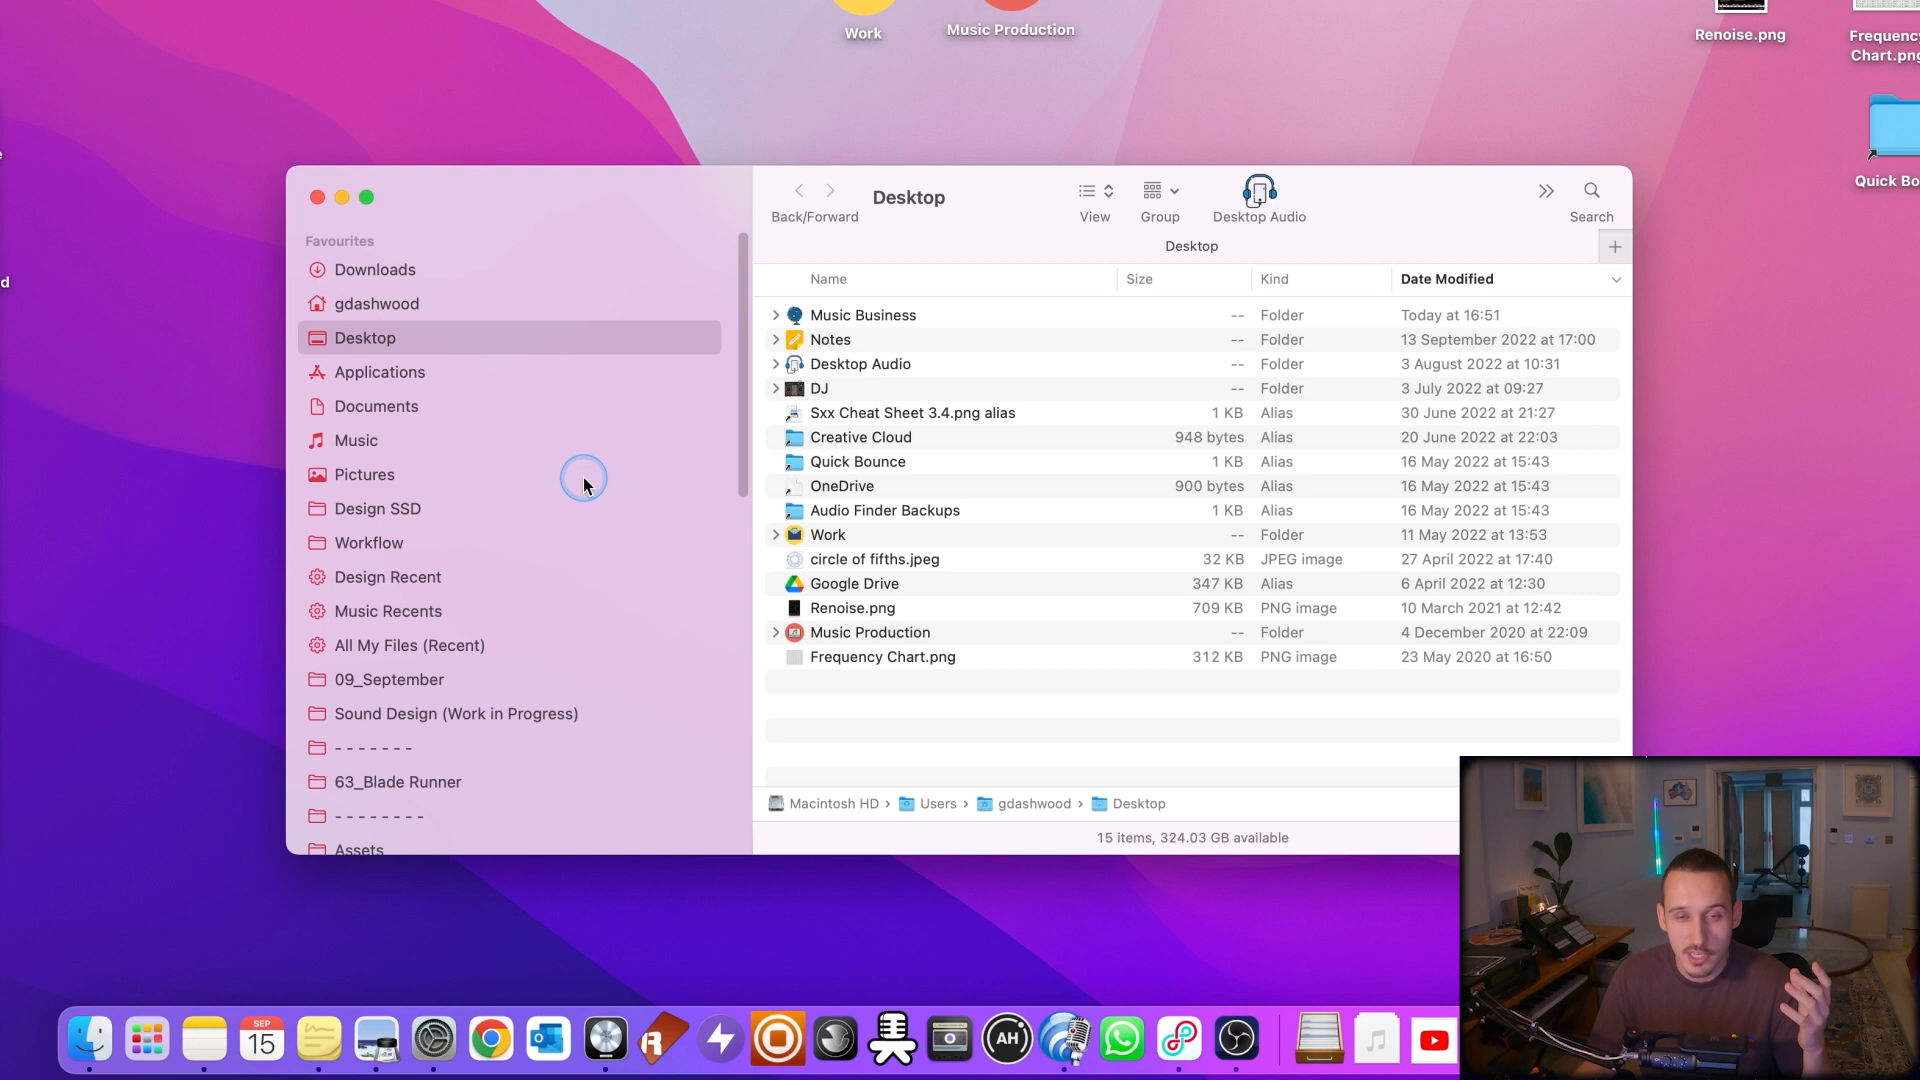 Work
Music Production
Renoise.png
Frequency
Chart.png
Quick Bo
e
d
Desktop
Back/Forward
View
Group
Desktop Audio
Search
Desktop
Favourites
Downloads
gdashwood
Desktop
Applications
Documents
Music
Pictures
Design SSD
Workflow
Design Recent
Music Recents
All My Files (Recent)
09_September
Sound Design (Work in Progress)
- - - - - - -
63_Blade Runner
- - - - - - - -
Assets
Name Size Kind Date Modified
Music Business -- Folder Today at 16:51
Notes -- Folder 13 September 2022 at 17:00
Desktop Audio -- Folder 3 August 2022 at 10:31
DJ -- Folder 3 July 2022 at 09:27
Sxx Cheat Sheet 3.4.png alias 1 KB Alias 30 June 2022 at 21:27
Creative Cloud 948 bytes Alias 20 June 2022 at 22:03
Quick Bounce 1 KB Alias 16 May 2022 at 15:43
OneDrive 900 bytes Alias 16 May 2022 at 15:43
Audio Finder Backups 1 KB Alias 16 May 2022 at 15:43
Work -- Folder 11 May 2022 at 13:53
circle of fifths.jpeg 32 KB JPEG image 27 April 2022 at 17:40
Google Drive 347 KB Alias 6 April 2022 at 12:30
Renoise.png 709 KB PNG image 10 March 2021 at 12:42
Music Production -- Folder 4 December 2020 at 22:09
Frequency Chart.png 312 KB PNG image 23 May 2020 at 16:50
Macintosh HD › Users › gdashwood › Desktop
15 items, 324.03 GB available
SEP
15
R
AH